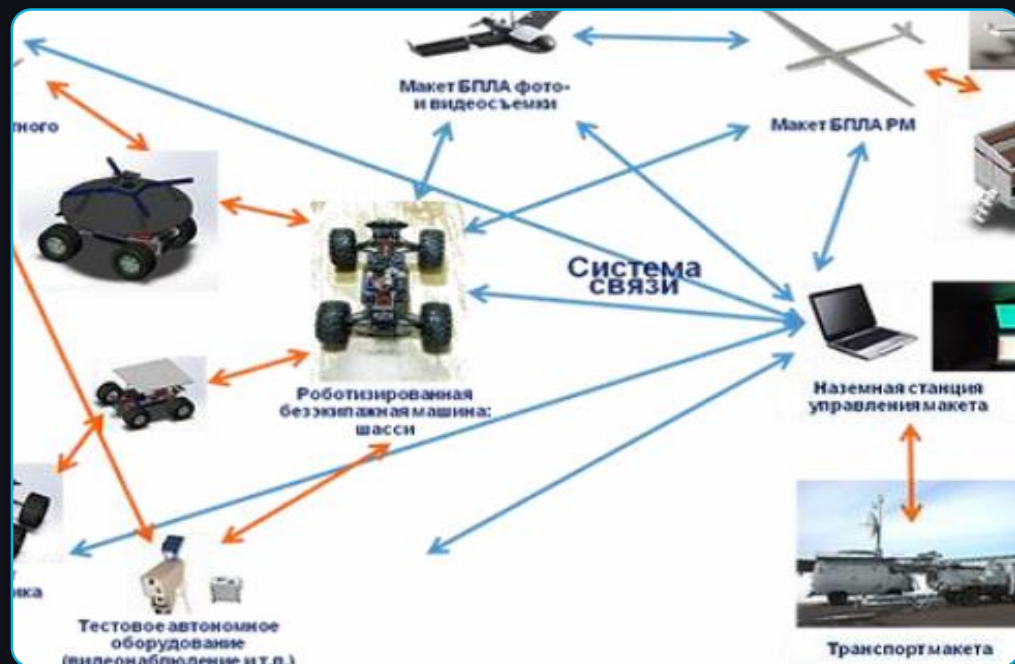 Макет БПЛА фото-
и видеосъемки
Макет БПЛА РМ
тного
Система
связи
Роботизированная
безэкипажная машина:
шасси
Наземная станция
управления макета
ика
Тестовое автономное
оборудование
(видеонаблюдение и т.п.)
Транспорт макета